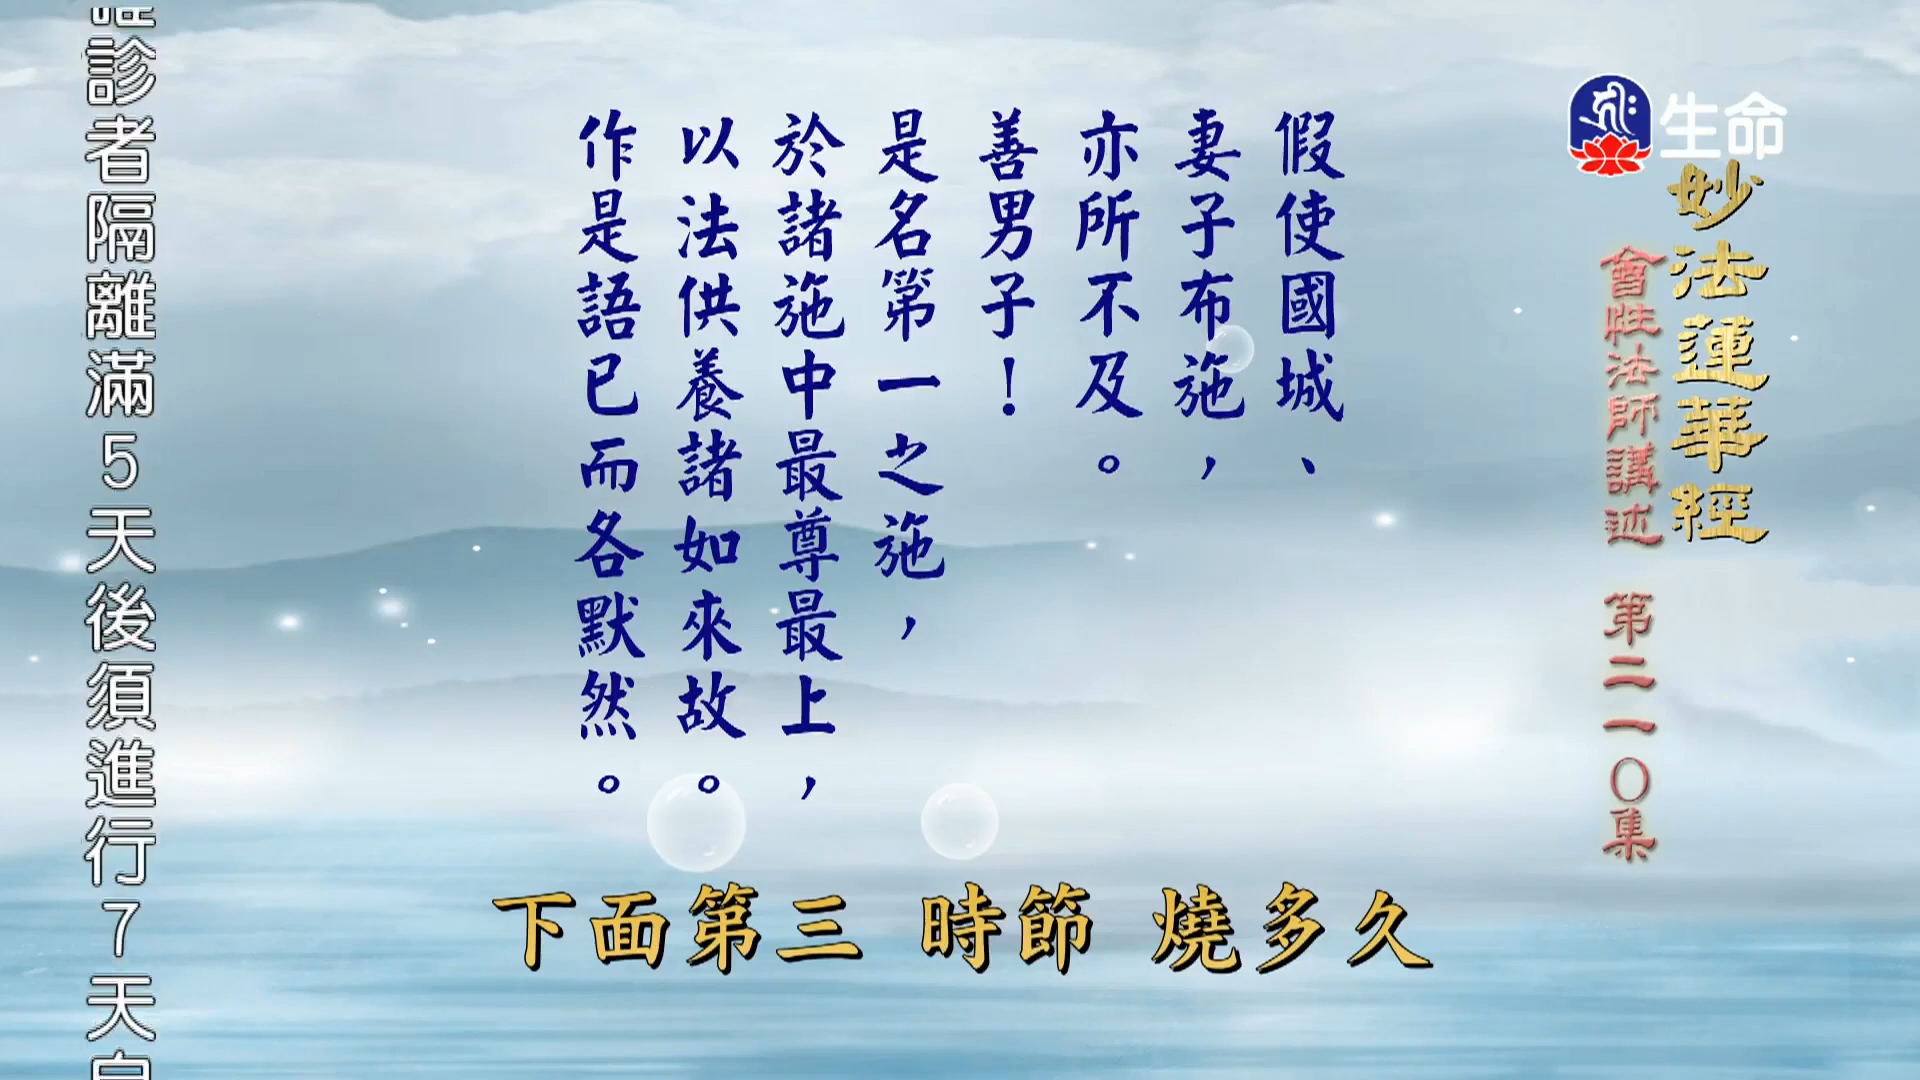 生命
妙法蓮華經
會性法師講述 第二一〇集
假使國城、
妻子布施，
亦所不及。
善男子！
是名第一之施，
於諸施中最尊最上，
以法供養諸如來故。
作是語已而各默然。
下面第三 時節 燒多久
診者隔離滿5天後須進行7天